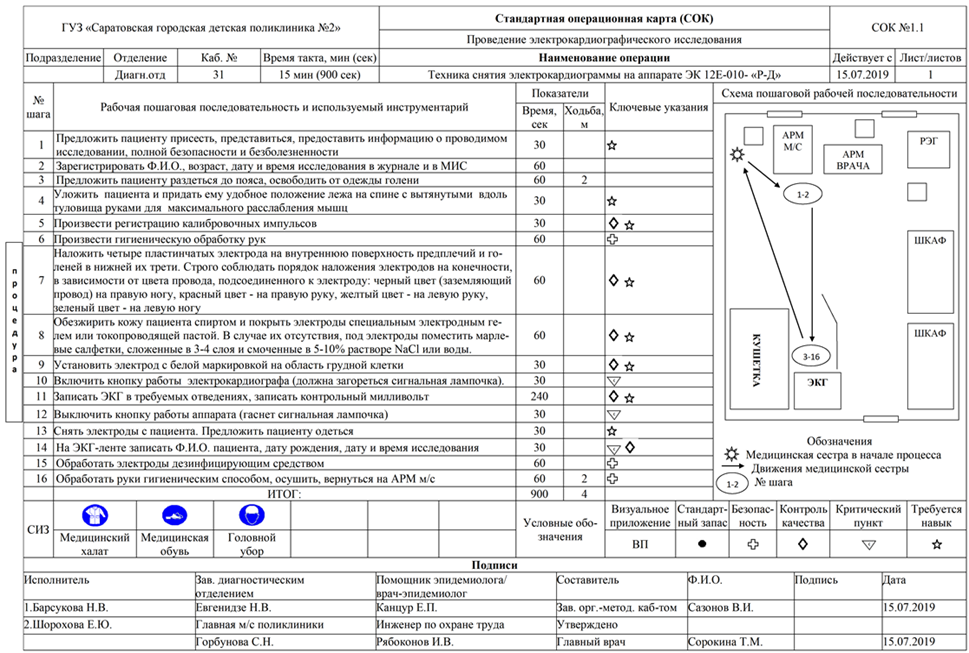 ГУЗ «Саратовская городская детская поликлиника №2»
Стандартная операционная карта (СОК)
Проведение электрокардиографического исследования
СОК №1.1
Подразделение Отделение Каб. № Время такта, мин (сек) Наименование операции Действует с Лист/листов
Диагн.отд 31 15 мин (900 сек) Техника снятия электрокардиограммы на аппарате ЭК 12Е-010- «Р-Д» 15.07.2019 1
№ шага
Рабочая пошаговая последовательность и используемый инструментарий
Показатели
Время, сек
Ходьба, м
Ключевые указания
1 Предложить пациенту присесть, представиться, предоставить информацию о проводимом
исследовании, полной безопасности и безболезненности 30
2 Зарегистрировать Ф.И.О., возраст, дату и время исследования в журнале и в МИС 60
3 Предложить пациенту раздеться до пояса, освободить от одежды голени 60 2
4 Уложить пациента и придать ему удобное положение лежа на спине с вытянутыми вдоль
туловища руками для максимального расслабления мышц 30
5 Произвести регистрацию калибровочных импульсов 30
6 Произвести гигиеническую обработку рук 60
7 Наложить четыре пластинчатых электрода на внутреннюю поверхность предплечий и го-
леней в нижней их трети. Строго соблюдать порядок наложения электродов на конечности,
в зависимости от цвета провода, подсоединенного к электроду: черный цвет (заземляющий
провод) на правую ногу, красный цвет - на правую руку, желтый цвет - на левую руку,
зеленый цвет - на левую ногу 60
8 Обезжирить кожу пациента спиртом и покрыть электроды специальным электродным ге-
лем или токопроводящей пастой. В случае их отсутствия, под электроды поместить марле-
вые салфетки, сложенные в 3-4 слоя и смоченные в 5-10% растворе NaCl или воды. 60
9 Установить электрод с белой маркировкой на область грудной клетки 30
10 Включить кнопку работы электрокардиографа (должна загореться сигнальная лампочка). 30
11 Записать ЭКГ в требуемых отведениях, записать контрольный милливольт 240
12 Выключить кнопку работы аппарата (гаснет сигнальная лампочка) 30
13 Снять электроды с пациента. Предложить пациенту одеться 30
14 На ЭКГ-ленте записать Ф.И.О. пациента, дату рождения, дату и время исследования 30
15 Обработать электроды дезинфицирующим средством 60
16 Обработать руки гигиеническим способом, осушить, вернуться на АРМ м/с 60 2
ИТОГ: 900 4
процедура
Схема пошаговой рабочей последовательности
АРМ
М/С
АРМ
ВРАЧА
РЭГ
1-2
ШКАФ
ШКАФ
КУШЕТКА
3-16
ЭКГ
Обозначения
Медицинская сестра в начале процесса
Движения медицинской сестры
1-2 № шага
СИЗ
Медицинский
халат
Медицинская
обувь
Головной
убор
Условные обо-
значения
Визуальное
приложение
Стандарт-
ный запас
Безопас-
ность
Контроль
качества
Критический
пункт
Требуется
навык
ВП
Подписи
Исполнитель Зав. диагностическим
отделением Помощник эпидемиолога/
врач-эпидемиолог Составитель Ф.И.О. Подпись Дата
1.Барсукова Н.В. Евгенидзе Н.В. Канцур Е.П. Зав. орг.-метод. каб-том Сазонов В.И. 15.07.2019
2.Шорохова Е.Ю. Главная м/с поликлиники Инженер по охране труда Утверждено
Горбунова С.Н. Рябоконов И.В. Главный врач Сорокина Т.М. 15.07.2019